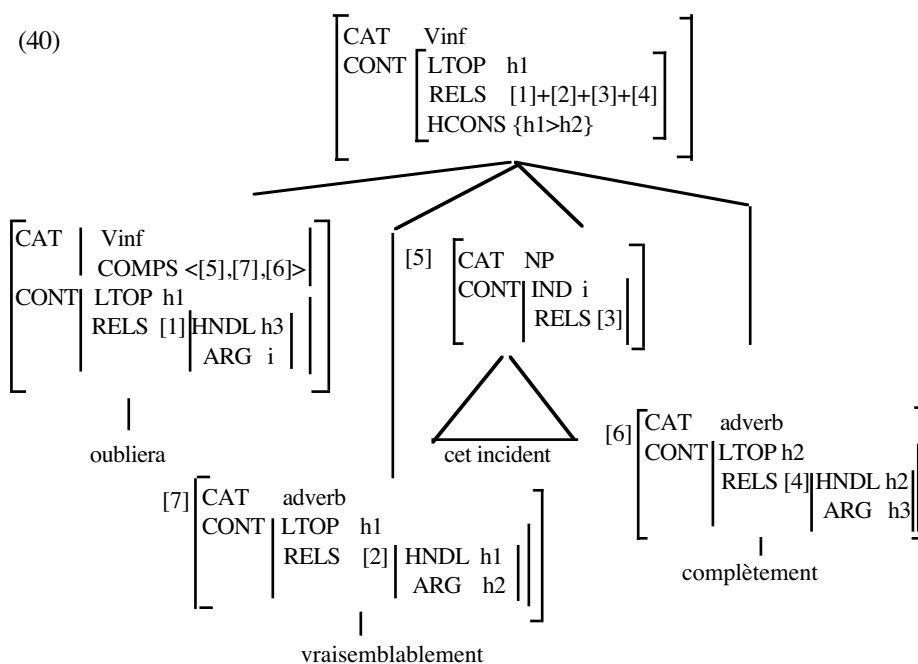 (40)
CAT Vinf
CONT LTOP h1
RELS [1]+[2]+[3]+[4]
HCONS {h1>h2}
CAT Vinf
COMPS <[5],[7],[6]>
CONT LTOP h1
RELS [1] HNDL h3
ARG i
oubliera
[5] CAT NP
CONT IND i
RELS [3]
cet incident
[6] CAT adverb
CONT LTOP h2
RELS [4] HNDL h2
ARG h3
complètement
[7] CAT adverb
CONT LTOP h1
RELS [2] HNDL h1
ARG h2
vraisemblablement